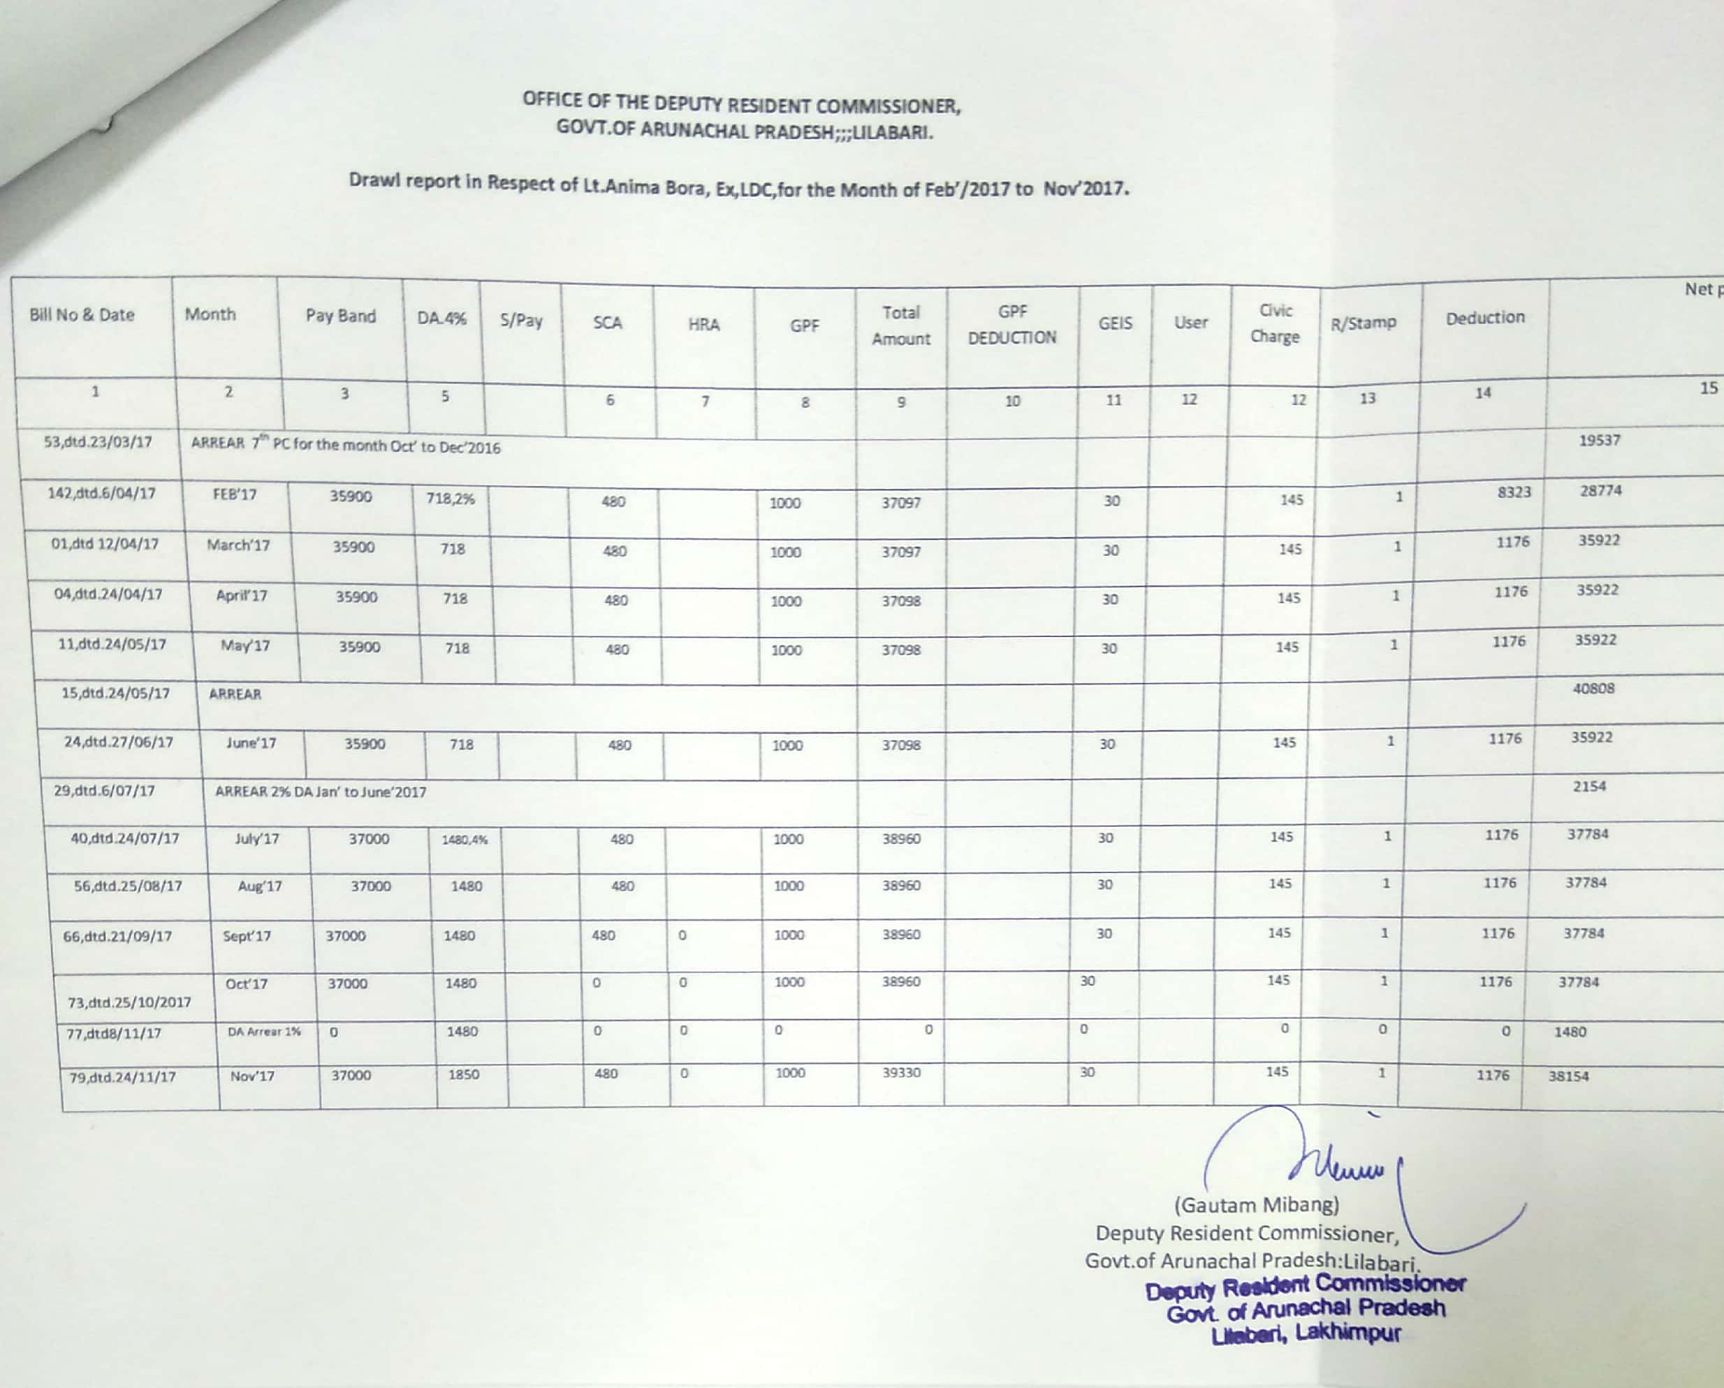 OFFICE OF THE DEPUTY RESIDENT COMMISSIONER,
GOVT.OF ARUNACHAL PRADESH;;;LILABARI.
Drawl report in Respect of Lt.Anima Bora, Ex,LDC,for the Month of Feb'/2017 to Nov'2017.
Bill No & Date Month Pay Band DA.4% S/Pay SCA HRA GPF Total Amount GPF DEDUCTION GEIS User Civic Charge R/Stamp Deduction Net p
1 2 3 5 6 7 8 9 10 11 12 12 13 14 15
53,dtd.23/03/17 ARREAR 7th PC for the month Oct' to Dec'2016 19537
142,dtd.6/04/17 FEB'17 35900 718,2% 480 1000 37097 30 145 1 8323 28774
01,dtd 12/04/17 March'17 35900 718 480 1000 37097 30 145 1 1176 35922
04,dtd.24/04/17 April'17 35900 718 480 1000 37098 30 145 1 1176 35922
11,dtd.24/05/17 May'17 35900 718 480 1000 37098 30 145 1 1176 35922
15,dtd.24/05/17 ARREAR 40808
24,dtd.27/06/17 June'17 35900 718 480 1000 37098 30 145 1 1176 35922
29,dtd.6/07/17 ARREAR 2% DA Jan' to June'2017 2154
40,dtd.24/07/17 July'17 37000 1480,4% 480 1000 38960 30 145 1 1176 37784
56,dtd.25/08/17 Aug'17 37000 1480 480 1000 38960 30 145 1 1176 37784
66,dtd.21/09/17 Sept'17 37000 1480 480 0 1000 38960 30 145 1 1176 37784
73,dtd.25/10/2017 Oct'17 37000 1480 0 0 1000 38960 30 145 1 1176 37784
77,dtd8/11/17 DA Arrear 1% 0 1480 0 0 0 0 0 0 0 0 1480
79,dtd.24/11/17 Nov'17 37000 1850 480 0 1000 39330 30 145 1 1176 38154
(Gautam Mibang)
Deputy Resident Commissioner,
Govt.of Arunachal Pradesh:Lilabari.
Deputy Resident Commissioner
Govt. of Arunachal Pradesh
Lilabari, Lakhimpur